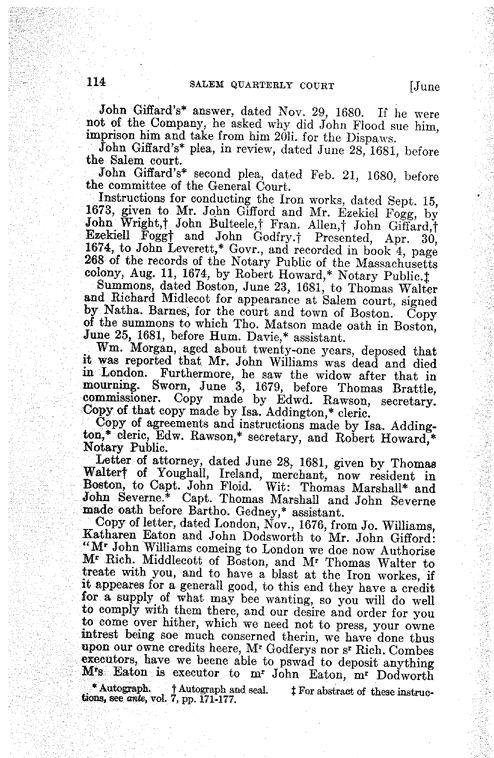 114 SALEM QUARTERLY COURT [June
John Giffard's* answer, dated Nov. 29, 1680. If he were
not of the Company, he asked why did John Flood sue him,
imprison him and take from him 20li. for the Dispaws.
John Giffard's* plea, in review, dated June 28, 1681, before
the Salem court.
John Giffard's* second plea, dated Feb. 21, 1680, before
the committee of the General Court.
Instructions for conducting the Iron works, dated Sept. 15,
1673, given to Mr. John Gifford and Mr. Ezekiel Fogg, by
John Wright,† John Bulteele,† Fran. Allen,† John Giffard,†
Ezekiell Fogg† and John Godfry.† Presented, Apr. 30,
1674, to John Leverett,* Govr., and recorded in book 4, page
268 of the records of the Notary Public of the Massachusetts
colony, Aug. 11, 1674, by Robert Howard,* Notary Public.‡
Summons, dated Boston, June 23, 1681, to Thomas Walter
and Richard Midlecot for appearance at Salem court, signed
by Natha. Barnes, for the court and town of Boston. Copy
of the summons to which Tho. Matson made oath in Boston,
June 25, 1681, before Hum. Davie,* assistant.
Wm. Morgan, aged about twenty-one years, deposed that
it was reported that Mr. John Williams was dead and died
in London. Furthermore, he saw the widow after that in
mourning. Sworn, June 3, 1679, before Thomas Brattle,
commissioner. Copy made by Edwd. Rawson, secretary.
Copy of that copy made by Isa. Addington,* cleric.
Copy of agreements and instructions made by Isa. Adding-
ton,* cleric, Edw. Rawson,* secretary, and Robert Howard,*
Notary Public.
Letter of attorney, dated June 28, 1681, given by Thomas
Walter† of Youghall, Ireland, merchant, now resident in
Boston, to Capt. John Floid. Wit: Thomas Marshall* and
John Severne.* Capt. Thomas Marshall and John Severne
made oath before Bartho. Gedney,* assistant.
Copy of letter, dated London, Nov., 1676, from Jo. Williams,
Katharen Eaton and John Dodsworth to Mr. John Gifford:
"Mʳ John Williams comeing to London we doe now Authorise
Mʳ Rich. Middlecott of Boston, and Mʳ Thomas Walter to
treate with you, and to have a blast at the Iron workes, if
it appeares for a generall good, to this end they have a credit
for a supply of what may bee wanting, so you will do well
to comply with them there, and our desire and order for you
to come over hither, which we need not to press, your owne
intrest being soe much conserned therin, we have done thus
upon our owne credits heere, Mʳ Godferys nor sʳ Rich. Combes
executors, have we beene able to pswad to deposit anything
Mʳs Eaton is executor to mʳ John Eaton, mʳ Dodworth
* Autograph. † Autograph and seal. ‡ For abstract of these instruc-
tions, see ante, vol. 7, pp. 171-177.